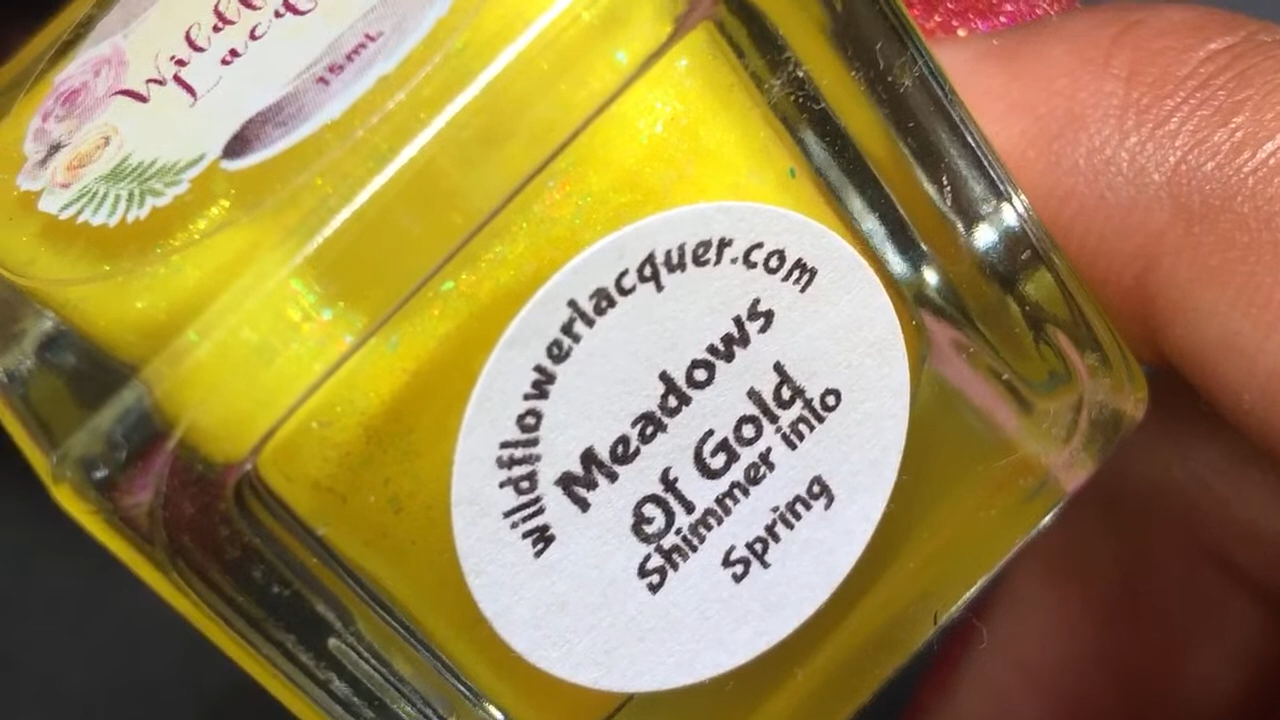 15mL
wildflowerlacquer.com
Meadows
Of Gold
Shimmer into
Spring